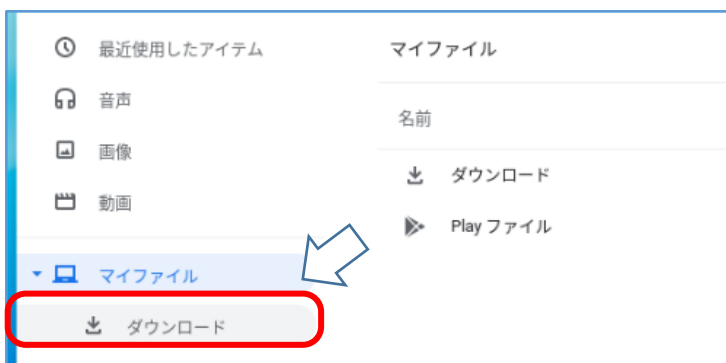 最近使用したアイテム
音声
画像
動画
マイファイル
ダウンロード
マイファイル
名前
ダウンロード
Play ファイル